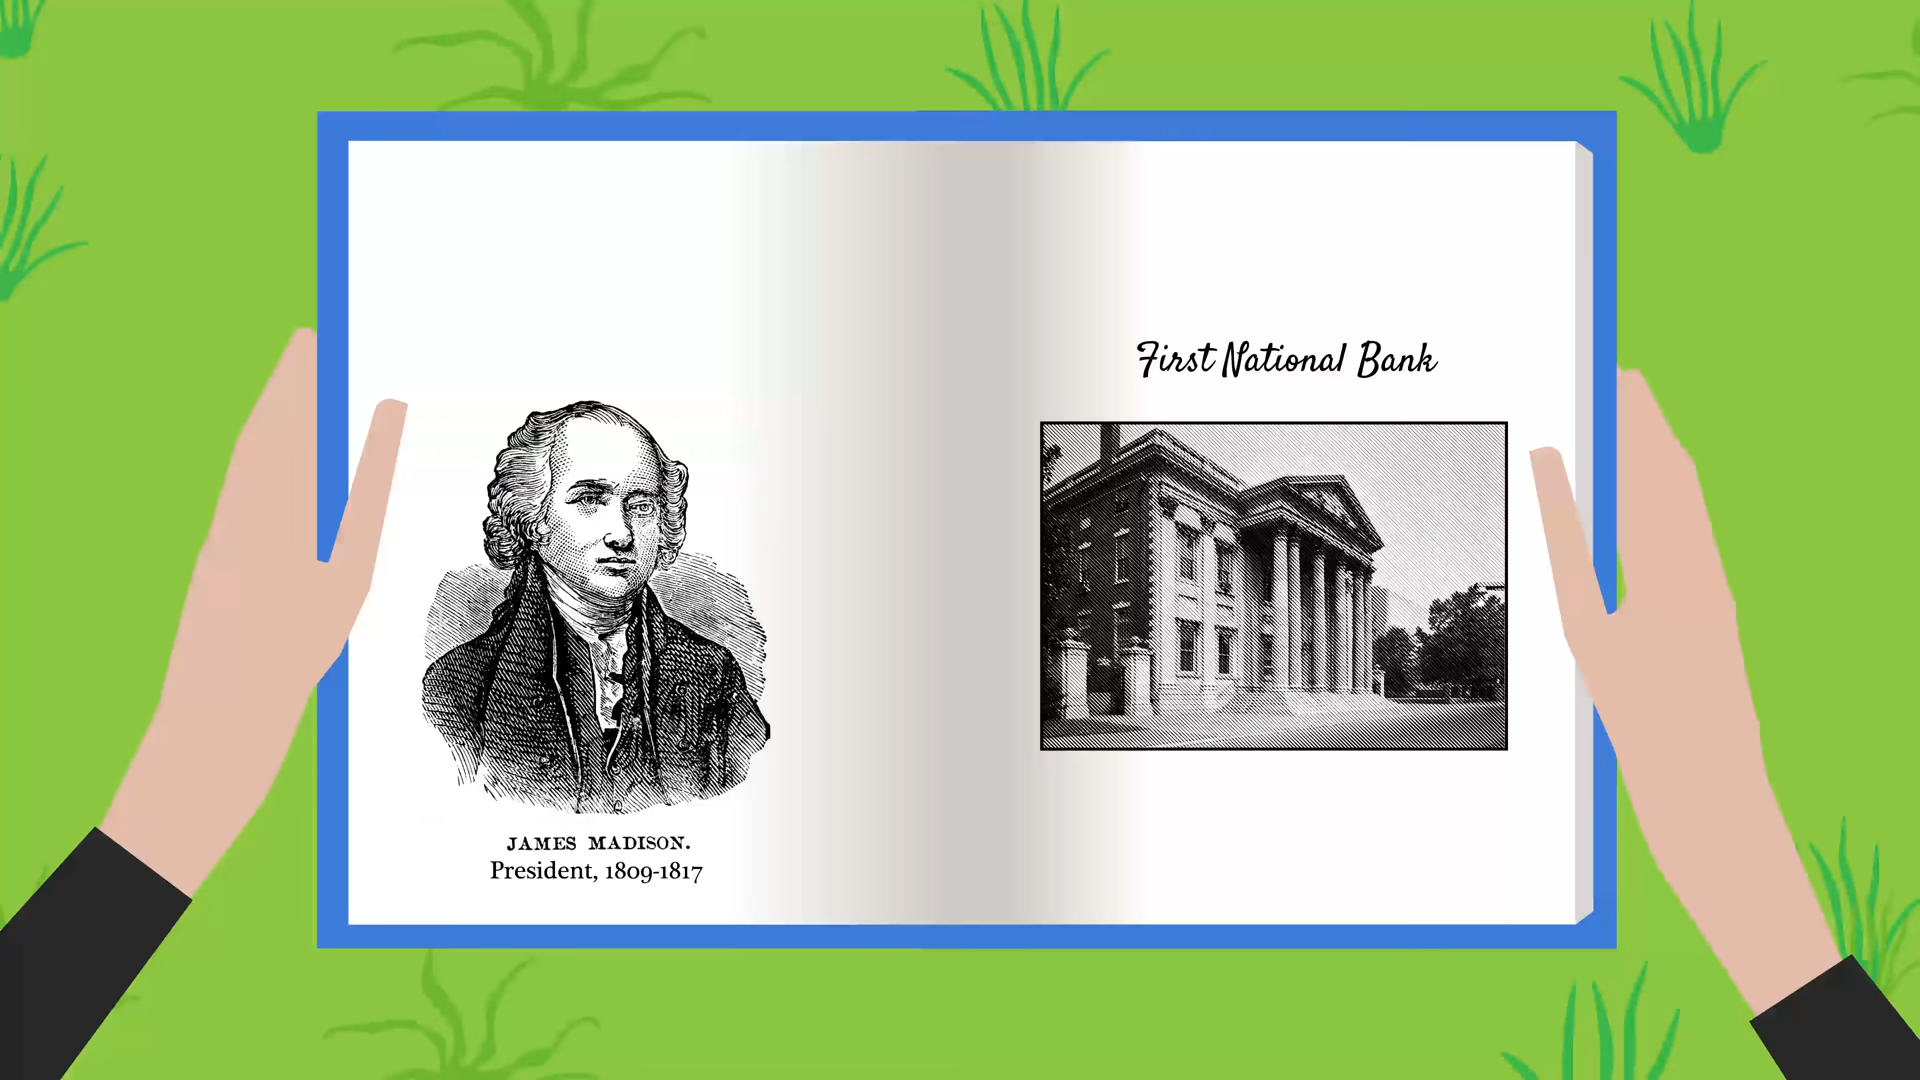 JAMES MADISON.
President, 1809-1817
First National Bank